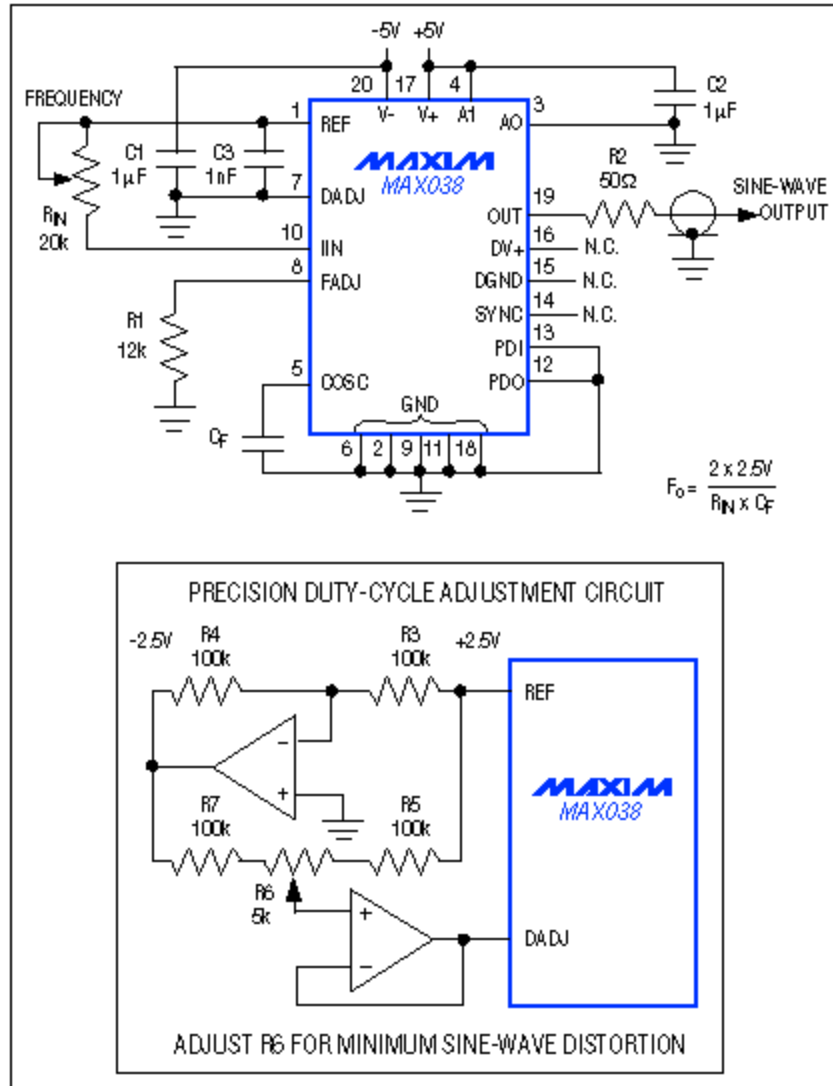 -5V +5V
20 17 4
V- V+ A1
FREQUENCY
1
REF
3
AO
C2
1µF
MAXIM
MAX038
C1
1µF
C3
1nF
7
DADJ
RIN
20k
10
IIN
8
FADJ
R1
12k
5
COSC
CF
R2
50Ω
19
OUT
SINE-WAVE
OUTPUT
16
DV+
N.C.
15
DGND
N.C.
14
SYNC
N.C.
13
PDI
12
PDO
GND
6 2 9 11 18
Fo = 2 x 2.5V
RIN x CF
PRECISION DUTY-CYCLE ADJUSTMENT CIRCUIT
-2.5V
R4
100k
R3
100k
+2.5V
REF
-
+
MAXIM
MAX038
R7
100k
R5
100k
R6
5k
+
-
DADJ
ADJUST R6 FOR MINIMUM SINE-WAVE DISTORTION